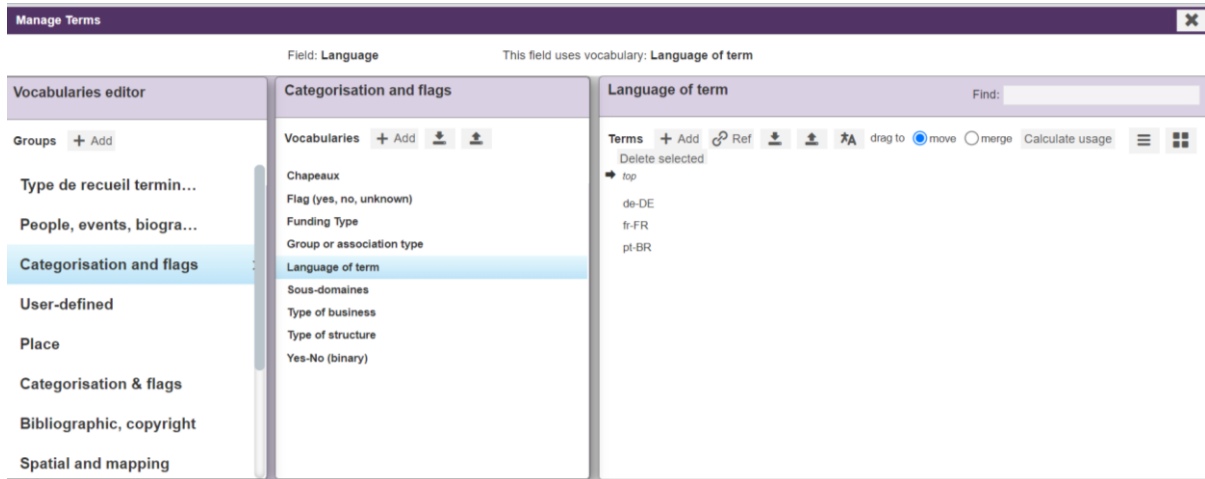 Manage Terms
Field: Language This field uses vocabulary: Language of term
Vocabularies editor
Groups + Add
Type de recueil termin...
People, events, biogra...
Categorisation and flags
User-defined
Place
Categorisation & flags
Bibliographic, copyright
Spatial and mapping
Categorisation and flags
Vocabularies + Add
Chapeaux
Flag (yes, no, unknown)
Funding Type
Group or association type
Language of term
Sous-domaines
Type of business
Type of structure
Yes-No (binary)
Language of term Find:
Terms + Add Ref drag to move merge Calculate usage
Delete selected
top
de-DE
fr-FR
pt-BR